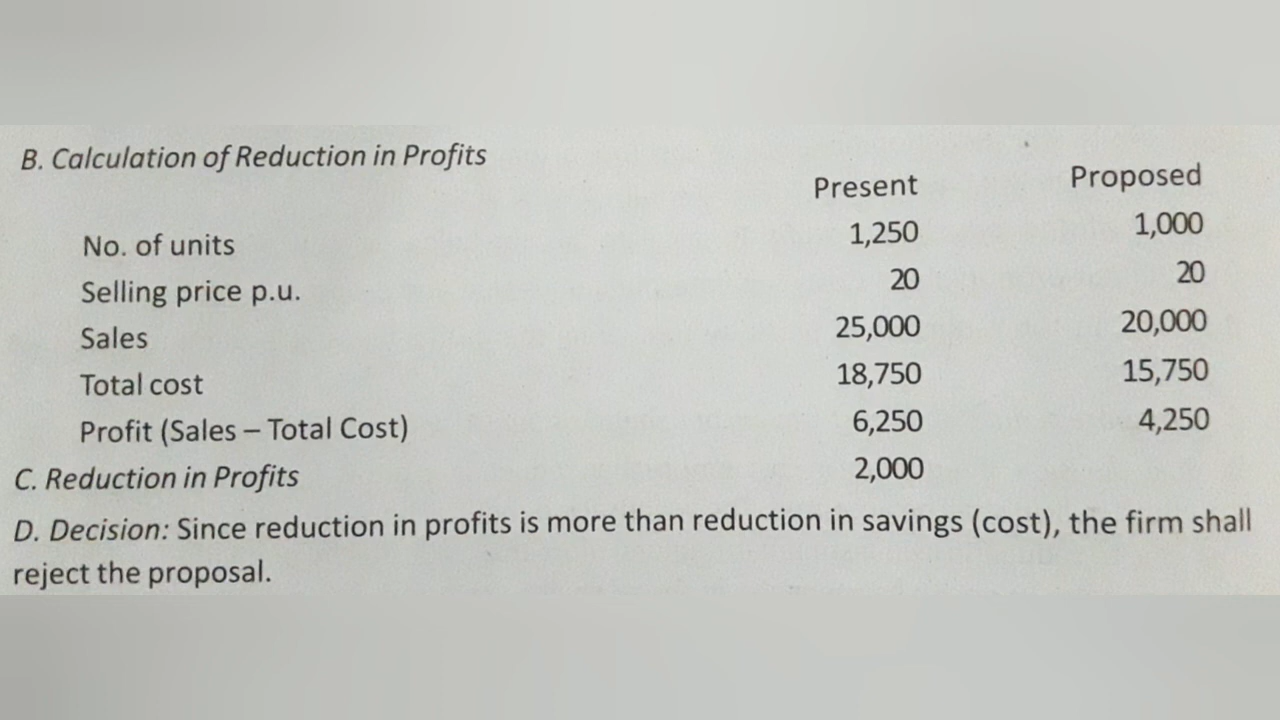 B. Calculation of Reduction in Profits
Present Proposed
No. of units 1,250 1,000
Selling price p.u. 20 20
Sales 25,000 20,000
Total cost 18,750 15,750
Profit (Sales – Total Cost) 6,250 4,250
C. Reduction in Profits 2,000
D. Decision: Since reduction in profits is more than reduction in savings (cost), the firm shall
reject the proposal.